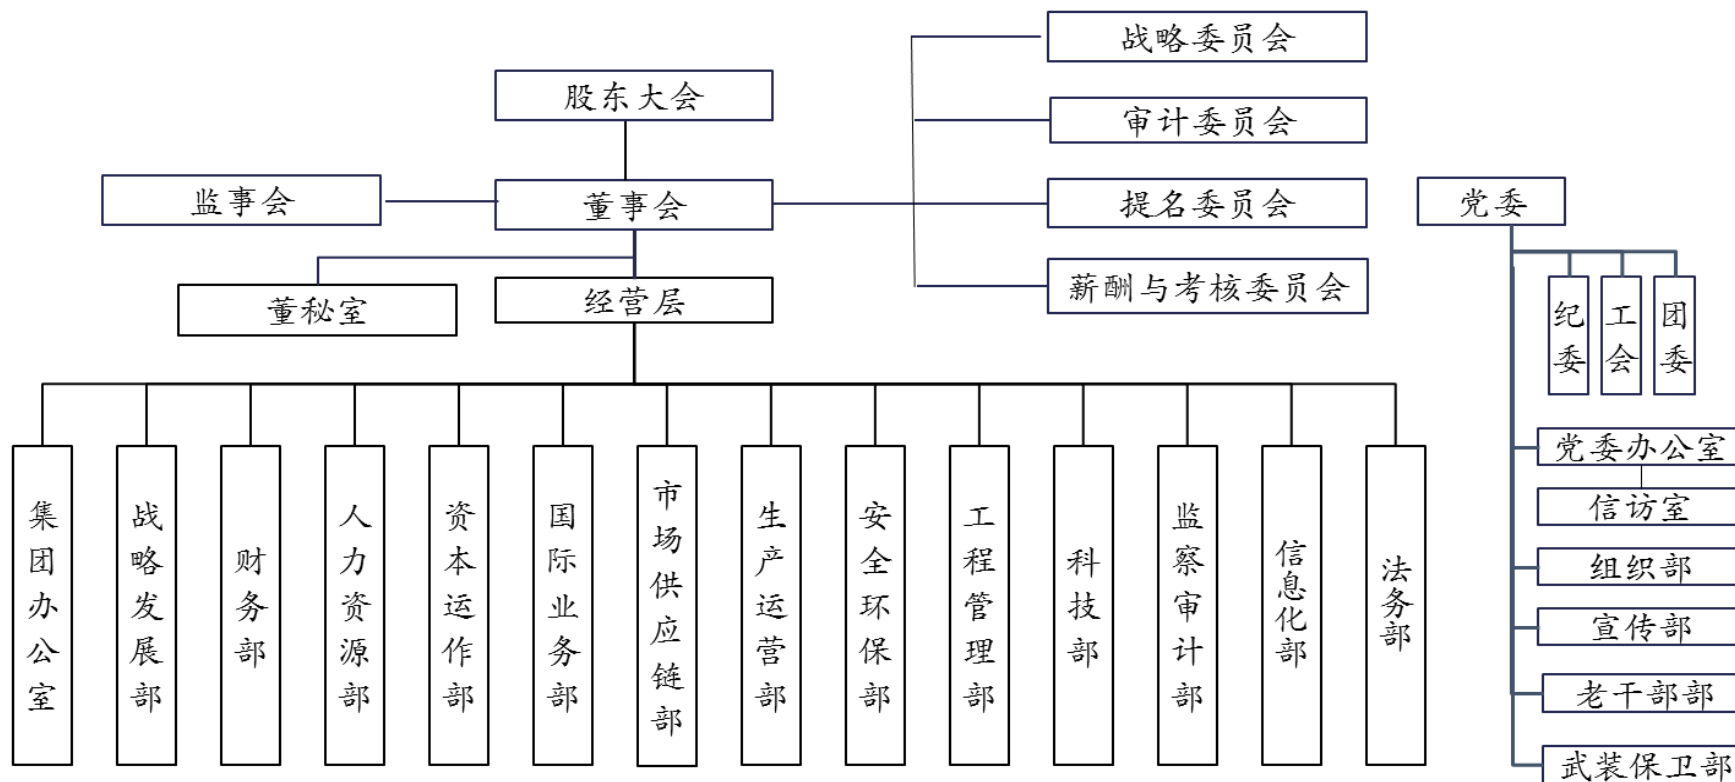 战略委员会
股东大会
审计委员会
监事会
董事会
提名委员会
党委
董秘室
经营层
薪酬与考核委员会
纪委
工会
团委
集团办公室
战略发展部
财务部
人力资源部
资本运作部
国际业务部
市场供应链部
生产运营部
安全环保部
工程管理部
科技部
监察审计部
信息化部
法务部
党委办公室
信访室
组织部
宣传部
老干部部
武装保卫部